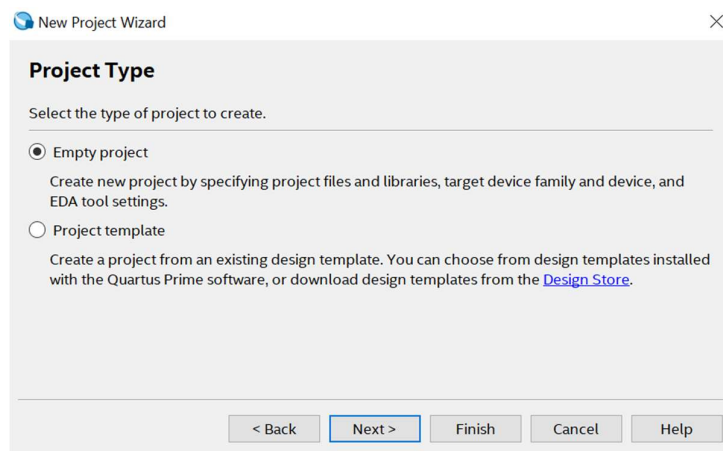 New Project Wizard
Project Type
Select the type of project to create.
Empty project
Create new project by specifying project files and libraries, target device family and device, and
EDA tool settings.
Project template
Create a project from an existing design template. You can choose from design templates installed
with the Quartus Prime software, or download design templates from the Design Store.
< Back Next > Finish Cancel Help